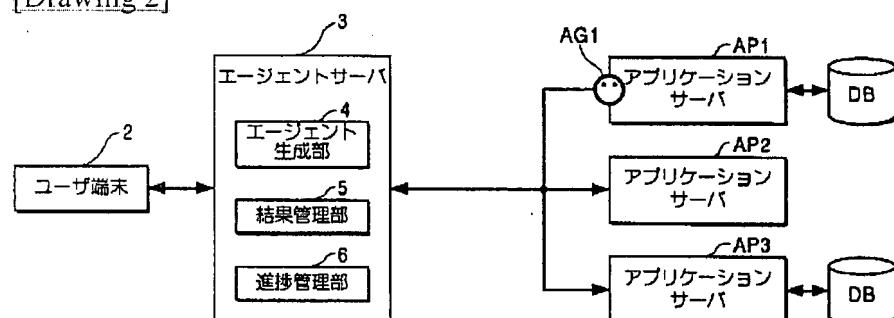 [Drawing 2]
3
エージェントサーバ
4
エージェント
生成部
5
結果管理部
6
進捗管理部
2
ユーザ端末
AG1
AP1
アプリケーション
サーバ
DB
AP2
アプリケーション
サーバ
AP3
アプリケーション
サーバ
DB